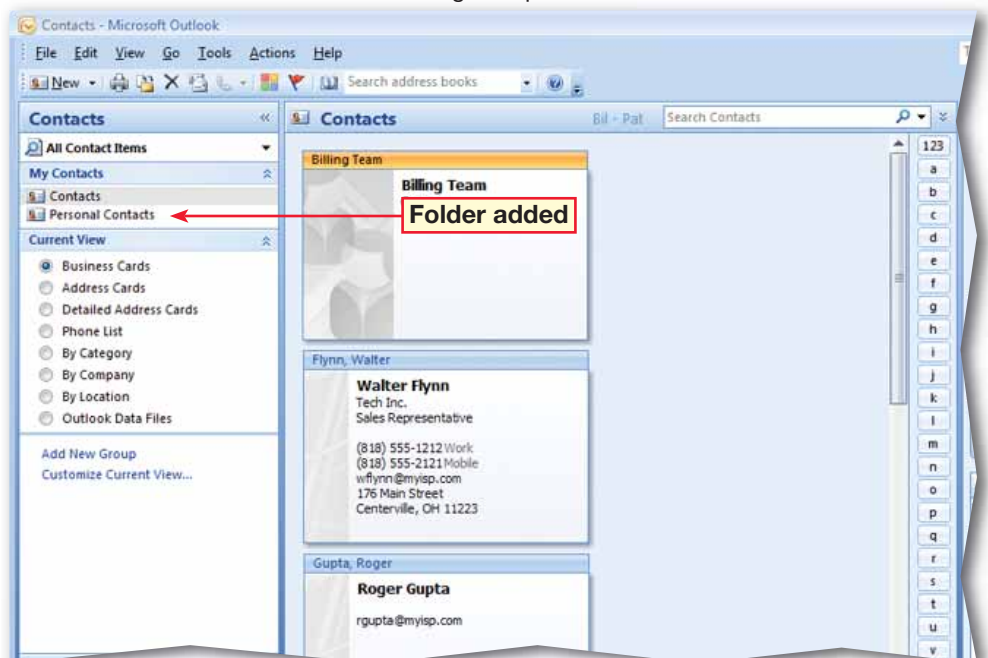 Contacts - Microsoft Outlook
File Edit View Go Tools Actions Help
New Search address books
Contacts
All Contact Items
My Contacts
Contacts
Personal Contacts
Current View
Business Cards
Address Cards
Detailed Address Cards
Phone List
By Category
By Company
By Location
Outlook Data Files
Add New Group
Customize Current View...
Contacts Bil - Pat Search Contacts
Billing Team
Billing Team
Folder added
Flynn, Walter
Walter Flynn
Tech Inc.
Sales Representative
(818) 555-1212 Work
(818) 555-2121 Mobile
wflynn@myisp.com
176 Main Street
Centerville, OH 11223
Gupta, Roger
Roger Gupta
rgupta@myisp.com
123
a
b
c
d
e
f
g
h
i
j
k
l
m
n
o
p
q
r
s
t
u
v